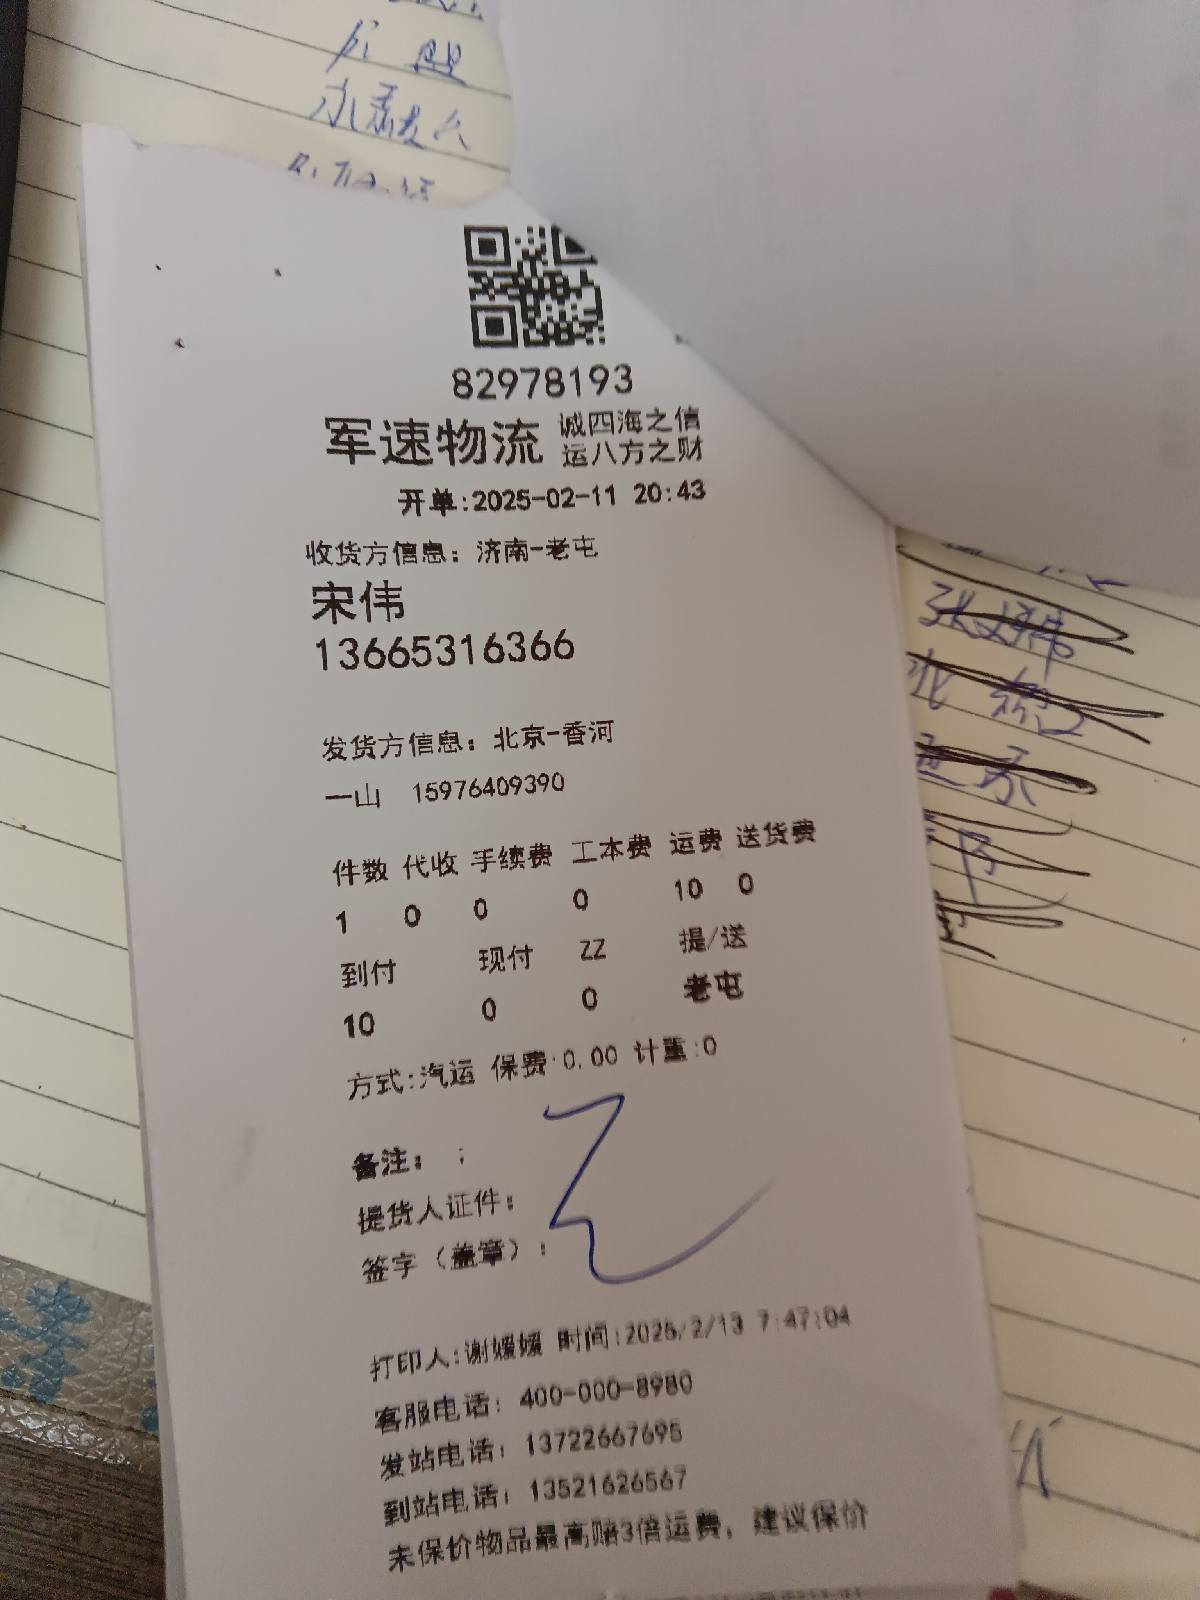 82978193
军速物流 诚四海之信
运八方之财
开单:2025-02-11 20:43
收货方信息：济南-老屯
宋伟
13665316366
发货方信息：北京-香河
一山 15976409390
件数 代收 手续费 工本费 运费 送货费
1 0 0 0 10 0
到付 现付 ZZ 提/送
10 0 0 老屯
方式:汽运 保费:0.00 计重:0
备注： ;
提货人证件：
签字（盖章）：
打印人:谢媛媛 时间:2025/2/13 7:47:04
客服电话：400-000-8980
发站电话：13722667695
到站电话：13521626567
未保价物品最高赔3倍运费，建议保价